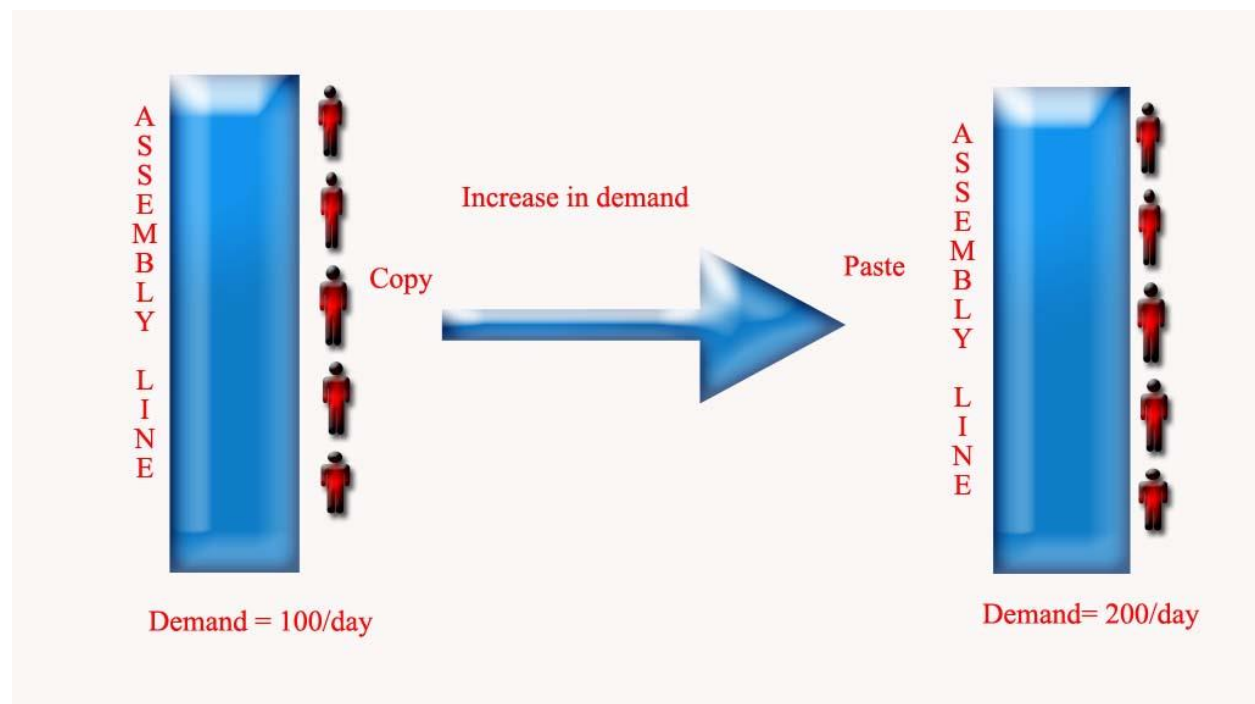 ASSEMBLY LINE
Increase in demand
Copy
Paste
ASSEMBLY LINE
Demand = 100/day
Demand= 200/day